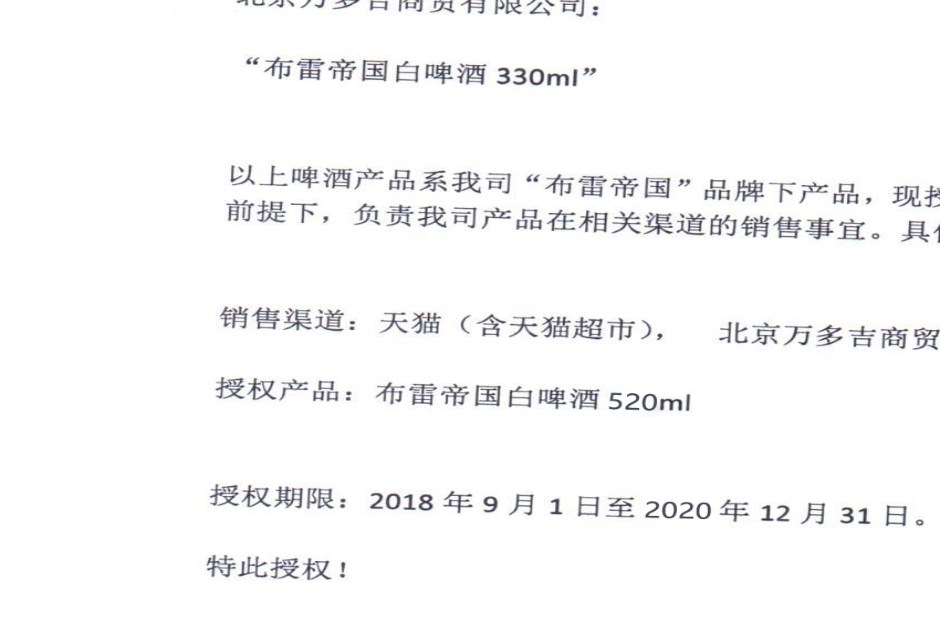 北京万多吉商贸有限公司：
“布雷帝国白啤酒 330ml”
以上啤酒产品系我司“布雷帝国”品牌下产品，现授
前提下，负责我司产品在相关渠道的销售事宜。具体
销售渠道：天猫（含天猫超市）， 北京万多吉商贸
授权产品：布雷帝国白啤酒 520ml
授权期限：2018 年 9 月 1 日至 2020 年 12 月 31 日。
特此授权！